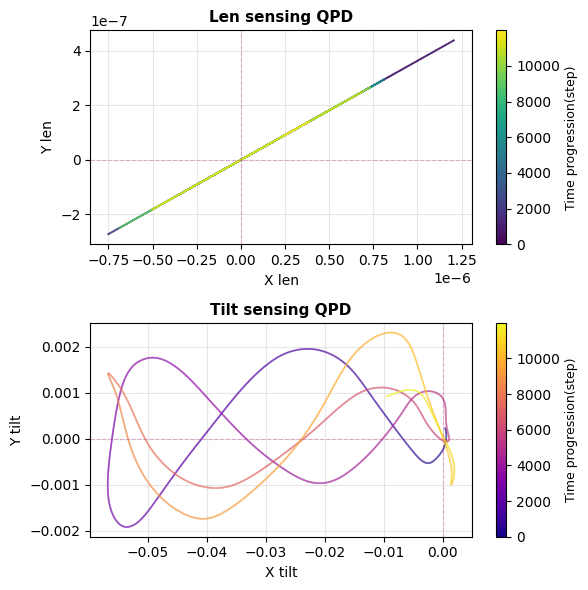 Len sensing QPD
1e−7
4
2
0
−2
Y len
−0.75 −0.50 −0.25 0.00 0.25 0.50 0.75 1.00 1.25
1e−6
X len
10000
8000
6000
4000
2000
0
Time progression(step)
Tilt sensing QPD
0.002
0.001
0.000
−0.001
−0.002
Y tilt
−0.05 −0.04 −0.03 −0.02 −0.01 0.00
X tilt
10000
8000
6000
4000
2000
0
Time progression(step)